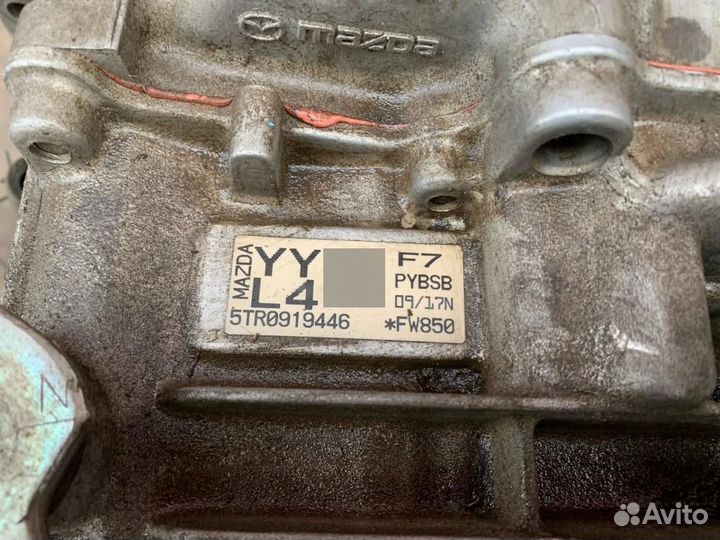 mazda
MAZDA
YY F7
L4 PYBSB
09/17N
5TR0919446 *FW850
N
Avito